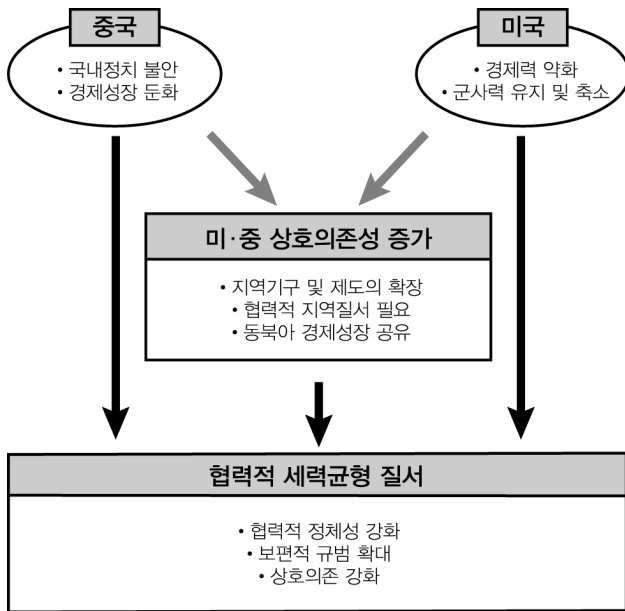 중국
• 국내정치 불안
• 경제성장 둔화
미국
• 경제력 약화
• 군사력 유지 및 축소
미·중 상호의존성 증가
• 지역기구 및 제도의 확장
• 협력적 지역질서 필요
• 동북아 경제성장 공유
협력적 세력균형 질서
• 협력적 정체성 강화
• 보편적 규범 확대
• 상호의존 강화